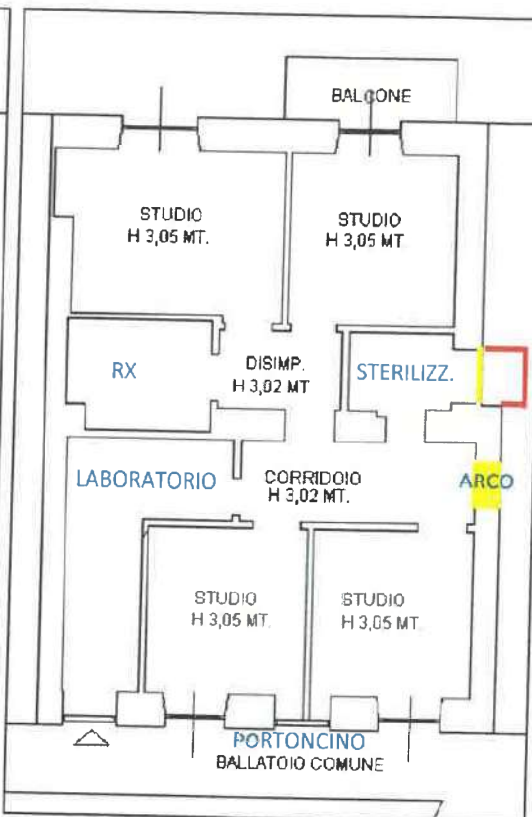 BALCONE
STUDIO
H 3,05 MT.
STUDIO
H 3,05 MT.
RX
DISIMP.
H 3,02 MT
STERILIZZ.
LABORATORIO
CORRIDOIO
H 3,02 MT.
ARCO
STUDIO
H 3,05 MT.
STUDIO
H 3,05 MT.
PORTONCINO
BALLATOIO COMUNE